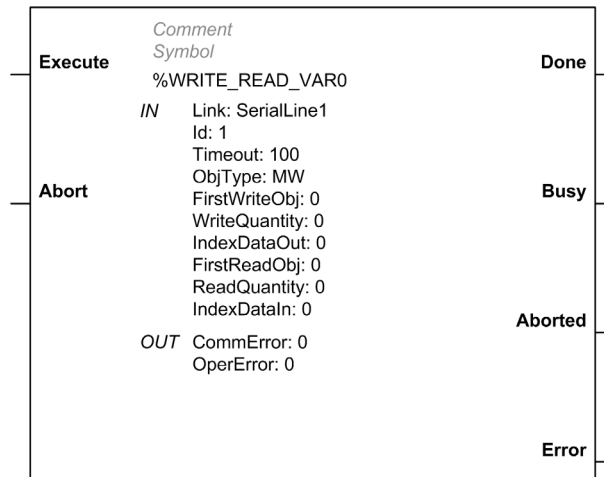 Comment
Symbol
Execute
Done
%WRITE_READ_VAR0
IN Link: SerialLine1
Id: 1
Timeout: 100
ObjType: MW
Abort
FirstWriteObj: 0
Busy
WriteQuantity: 0
IndexDataOut: 0
FirstReadObj: 0
ReadQuantity: 0
IndexDataIn: 0
Aborted
OUT CommError: 0
OperError: 0
Error